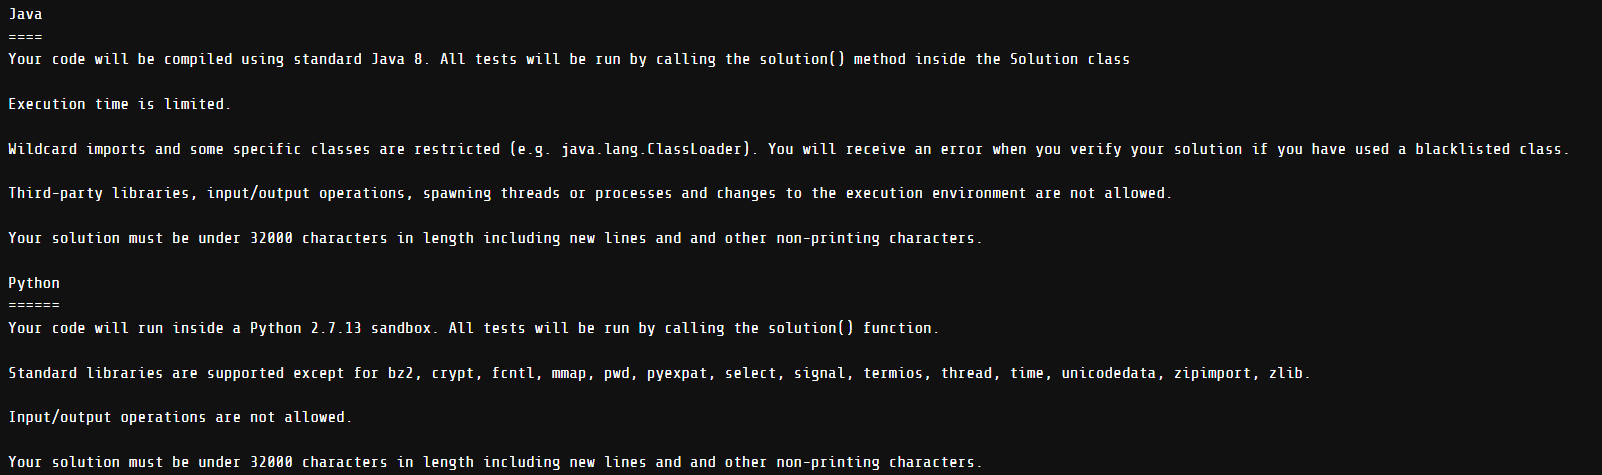 Java
====
Your code will be compiled using standard Java 8. All tests will be run by calling the solution() method inside the Solution class
Execution time is limited.
Wildcard imports and some specific classes are restricted (e.g. java.lang.ClassLoader). You will receive an error when you verify your solution if you have used a blacklisted class.
Third-party libraries, input/output operations, spawning threads or processes and changes to the execution environment are not allowed.
Your solution must be under 32000 characters in length including new lines and and other non-printing characters.
Python
======
Your code will run inside a Python 2.7.13 sandbox. All tests will be run by calling the solution() function.
Standard libraries are supported except for bz2, crypt, fcntl, mmap, pwd, pyexpat, select, signal, termios, thread, time, unicodedata, zipimport, zlib.
Input/output operations are not allowed.
Your solution must be under 32000 characters in length including new lines and and other non-printing characters.